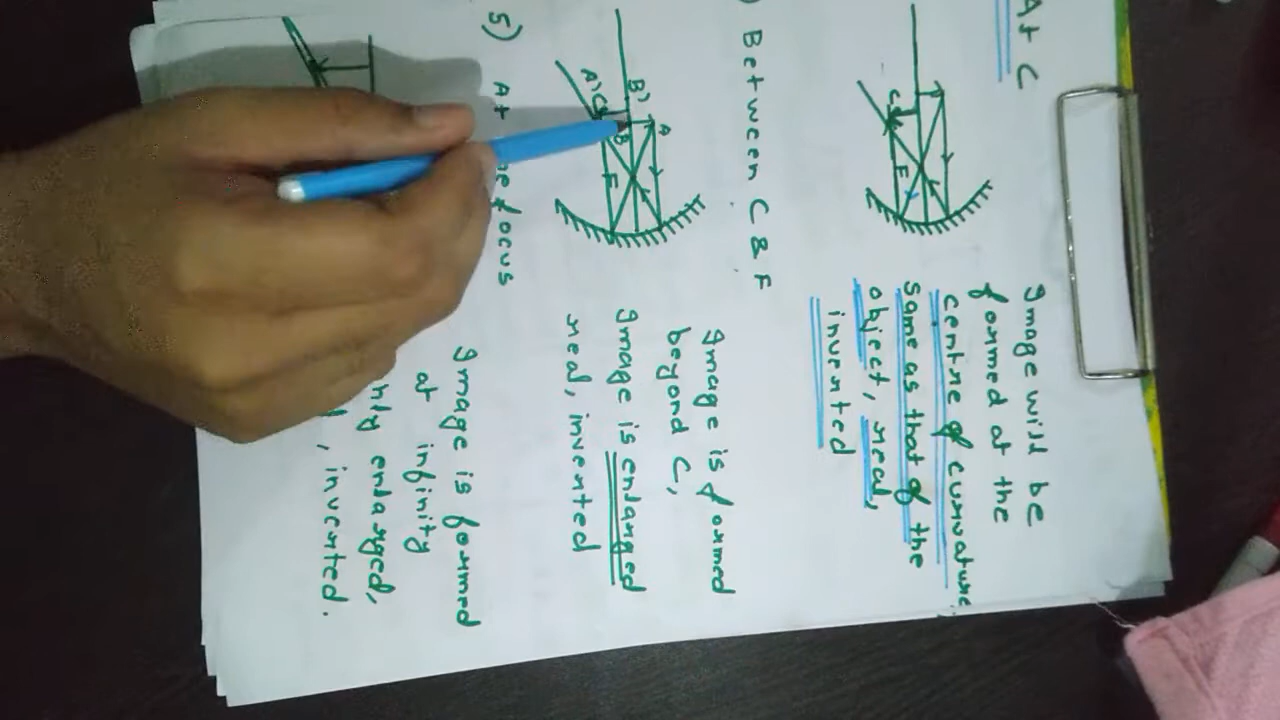 At C
Image will be
formed at the
centre of curvature
same as that of the
object, real,
inverted
C
F
) Between C & F
Image is formed
beyond C,
Image is enlarged
real, inverted
A
B'
B
A'
C
F
5) At focus
Image is formed
at infinity
enlarged,
, inverted.